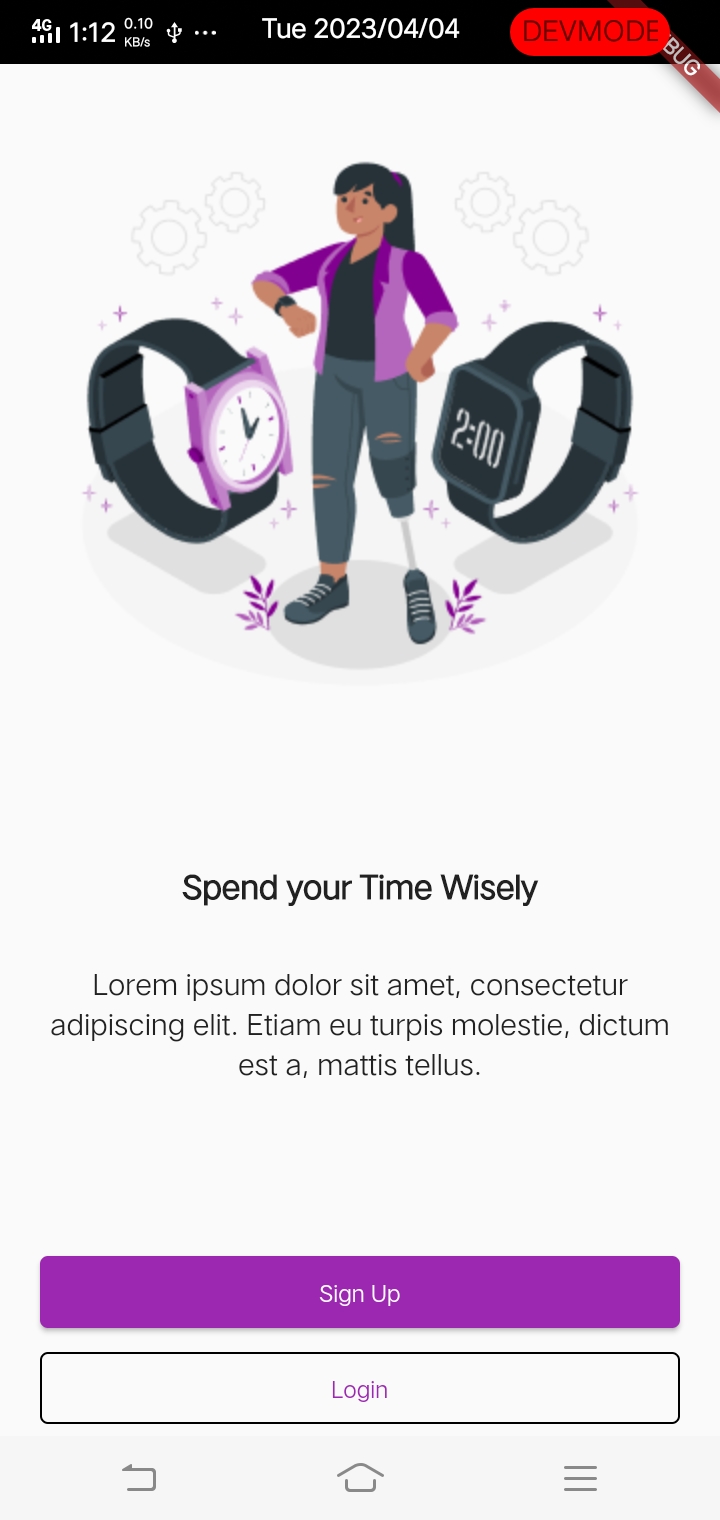 4G 1:12 0.10 KB/s ... Tue 2023/04/04 DEVMODE
BUG
2:00
Spend your Time Wisely
Lorem ipsum dolor sit amet, consectetur
adipiscing elit. Etiam eu turpis molestie, dictum
est a, mattis tellus.
Sign Up
Login